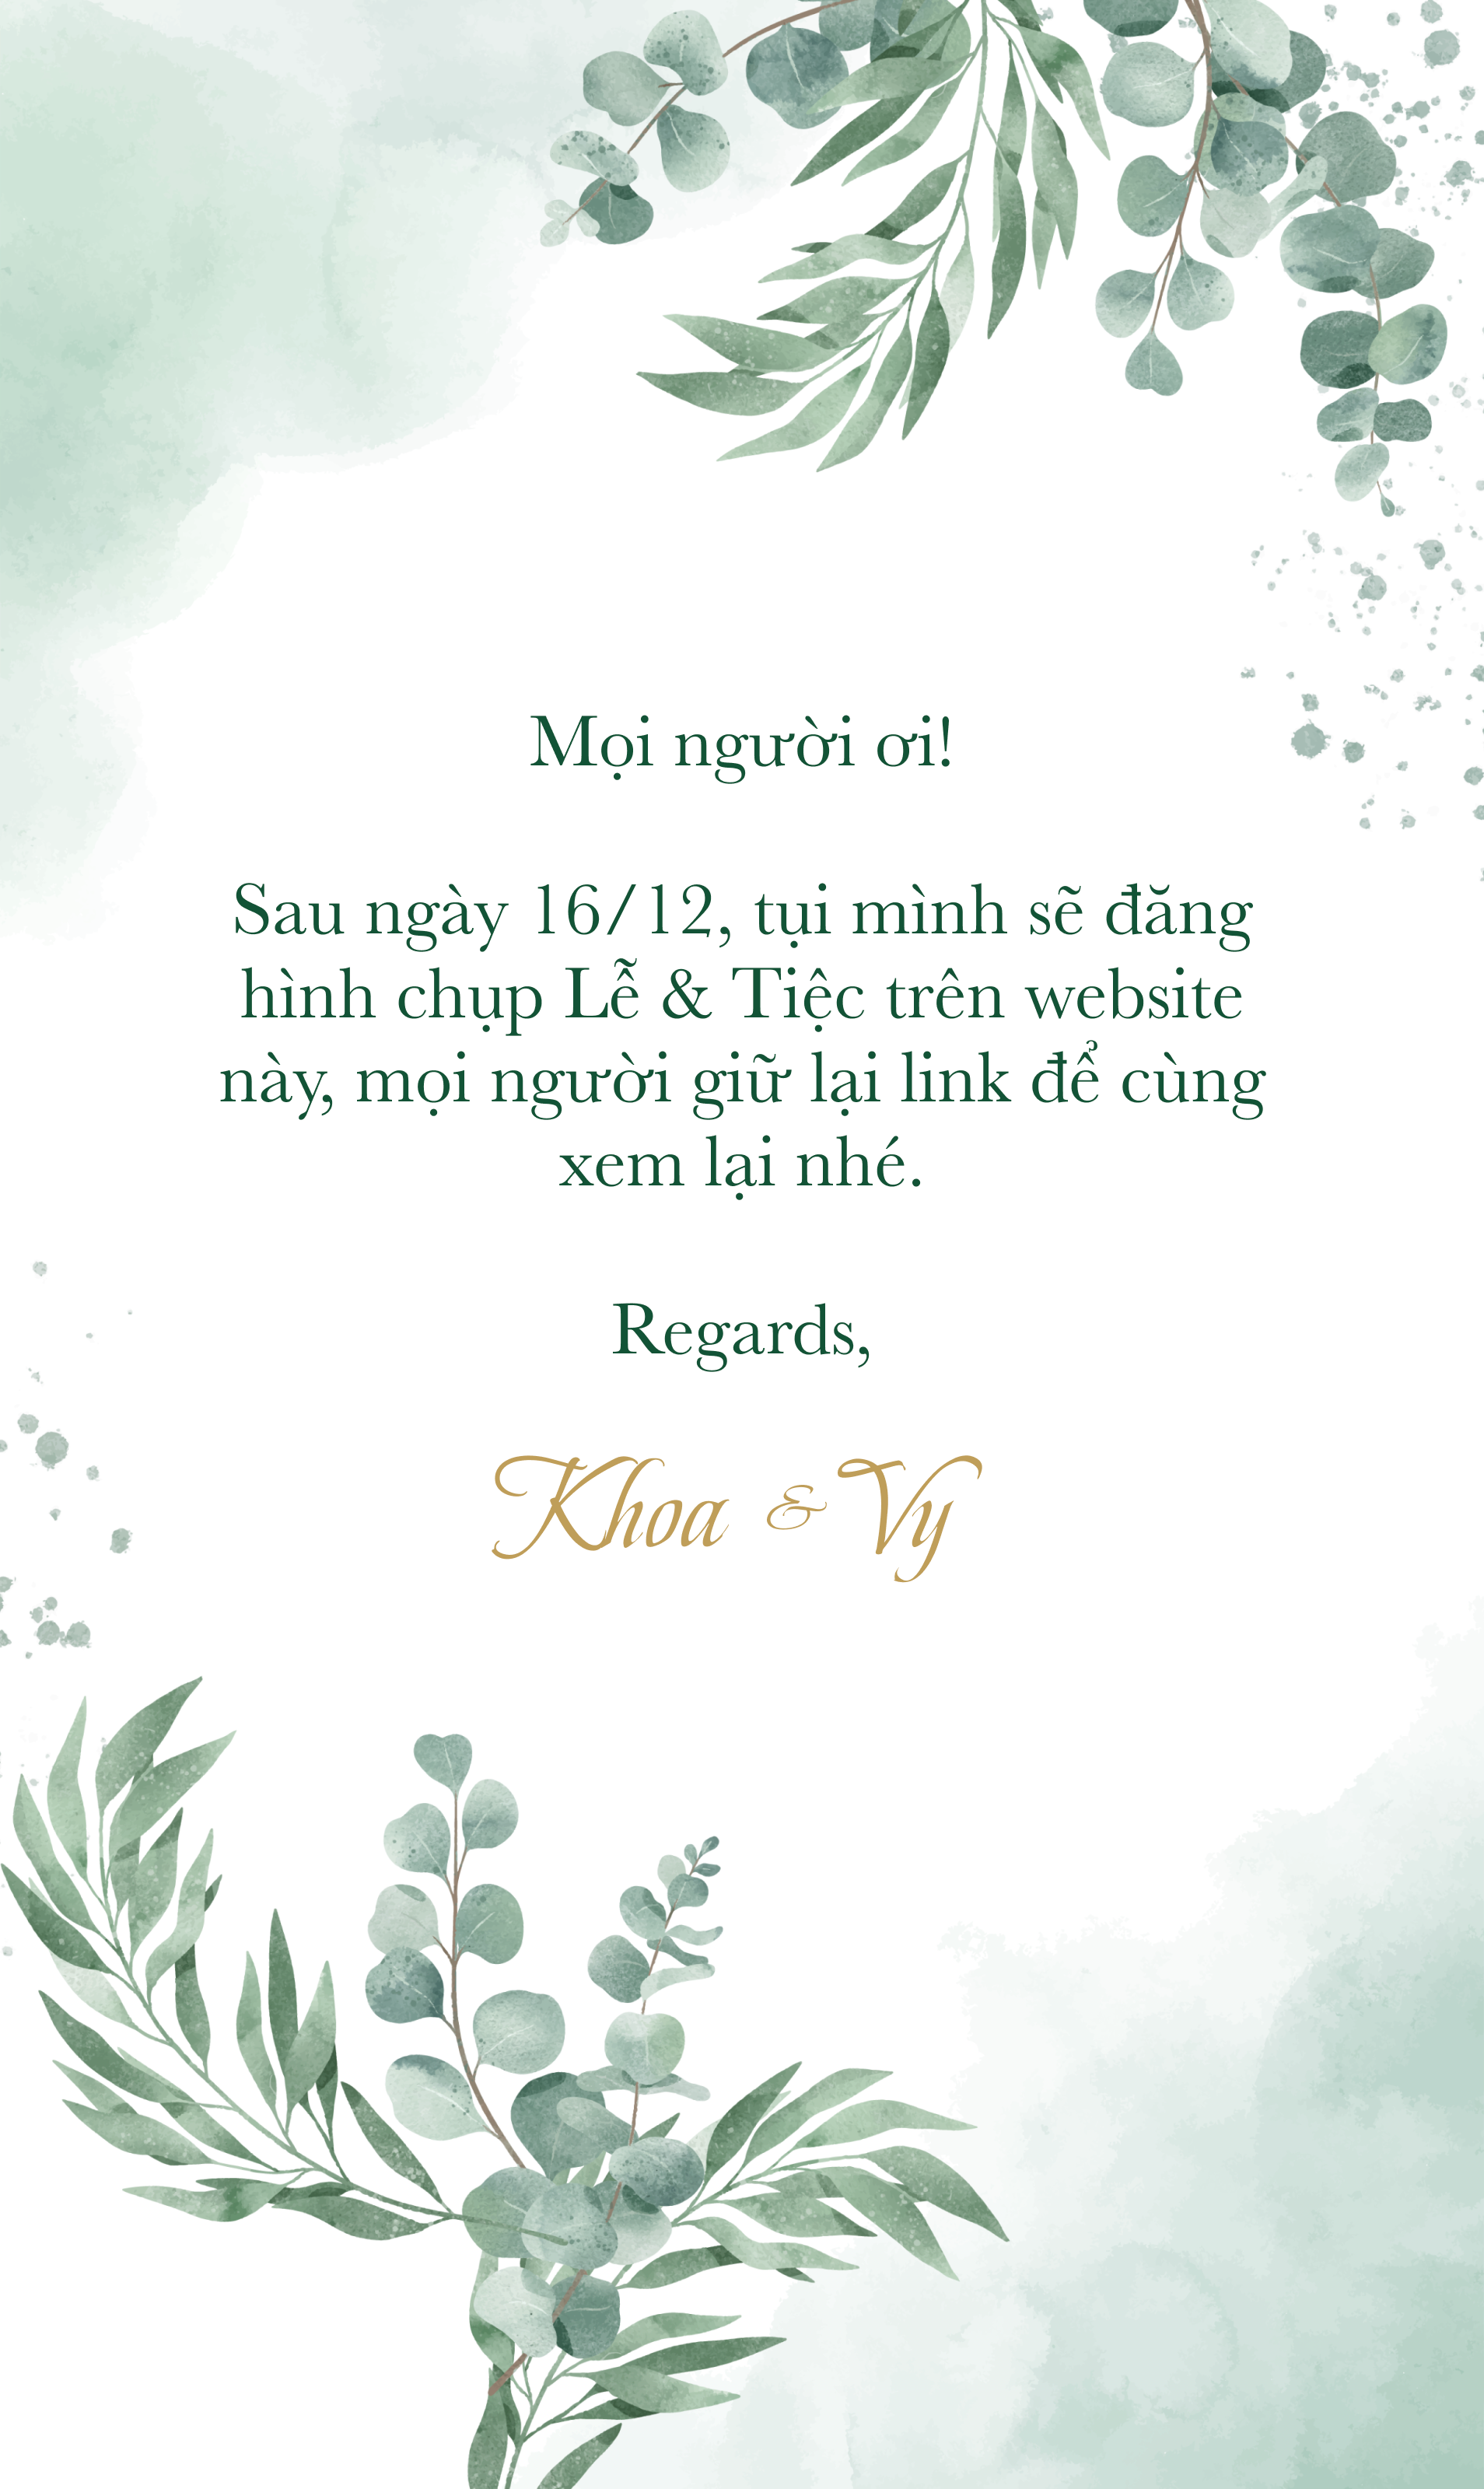 Mọi người ơi!
Sau ngày 16/12, tụi mình sẽ đăng
hình chụp Lễ & Tiệc trên website
này, mọi người giữ lại link để cùng
xem lại nhé.
Regards,
Khoa & Vy